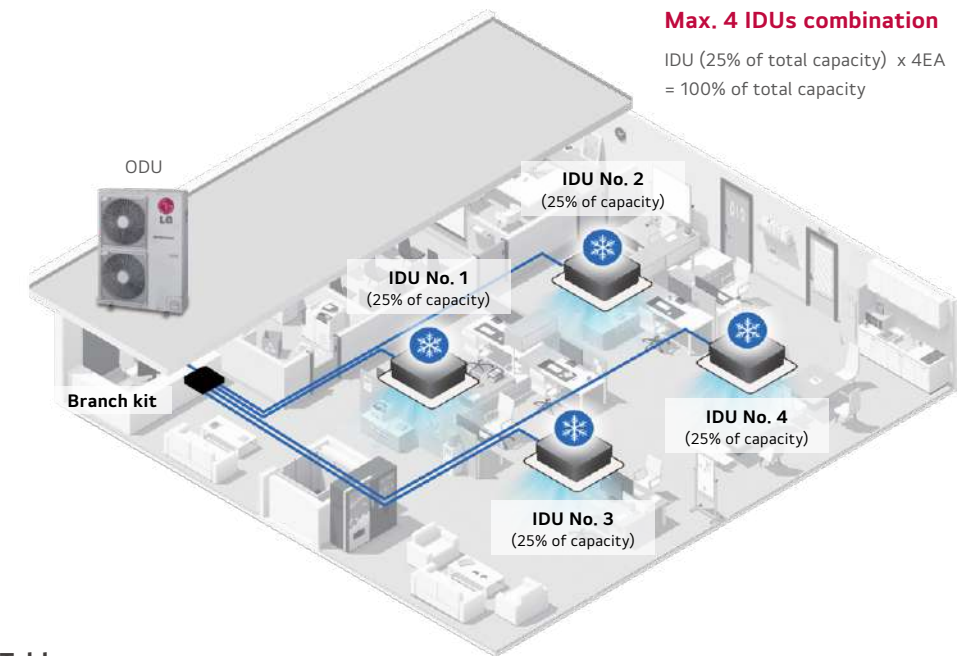 Max. 4 IDUs combination
IDU (25% of total capacity) x 4EA
= 100% of total capacity
ODU
LG
IDU No. 2
(25% of capacity)
IDU No. 1
(25% of capacity)
Branch kit
IDU No. 4
(25% of capacity)
IDU No. 3
(25% of capacity)